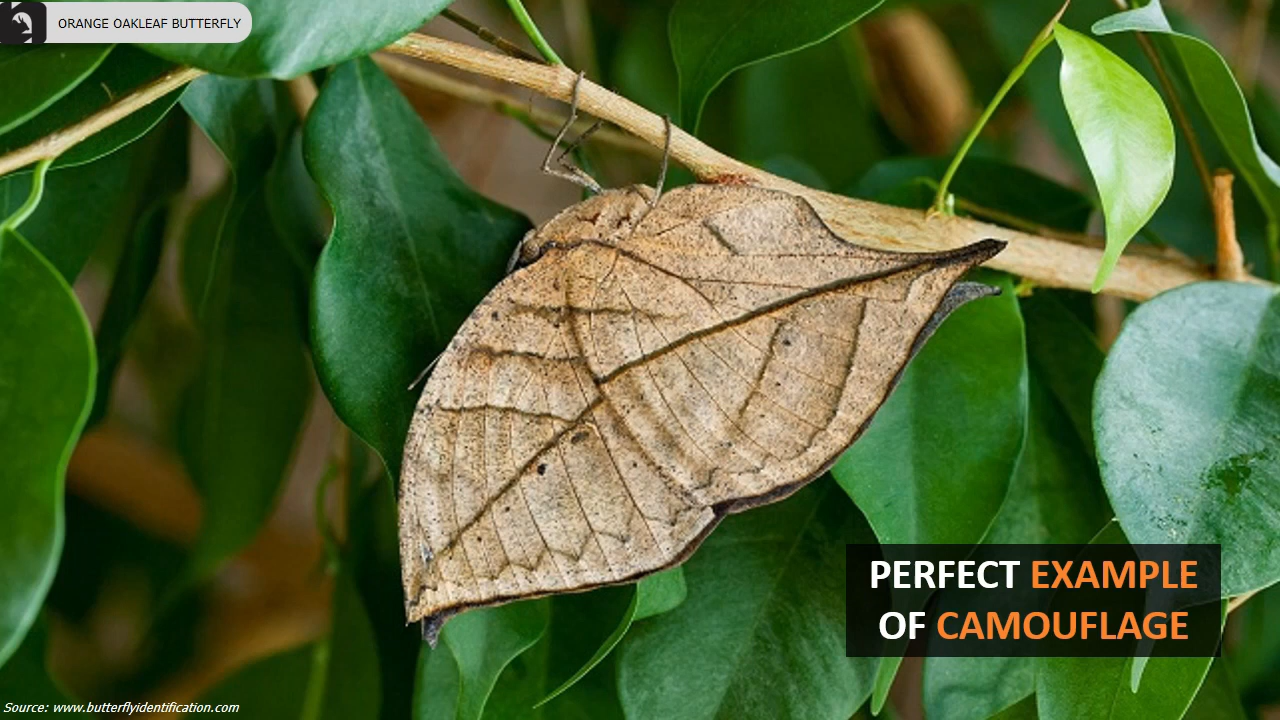 ORANGE OAKLEAF BUTTERFLY
PERFECT EXAMPLE
OF CAMOUFLAGE
Source: www.butterflyidentification.com